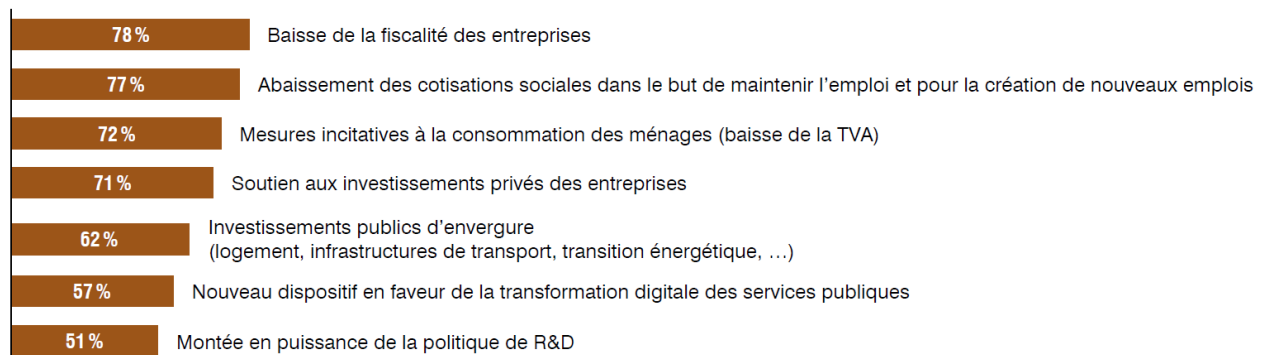 78 % Baisse de la fiscalité des entreprises
77 % Abaissement des cotisations sociales dans le but de maintenir l’emploi et pour la création de nouveaux emplois
72 % Mesures incitatives à la consommation des ménages (baisse de la TVA)
71 % Soutien aux investissements privés des entreprises
62 % Investissements publics d’envergure
(logement, infrastructures de transport, transition énergétique, …)
57 % Nouveau dispositif en faveur de la transformation digitale des services publiques
51 % Montée en puissance de la politique de R&D